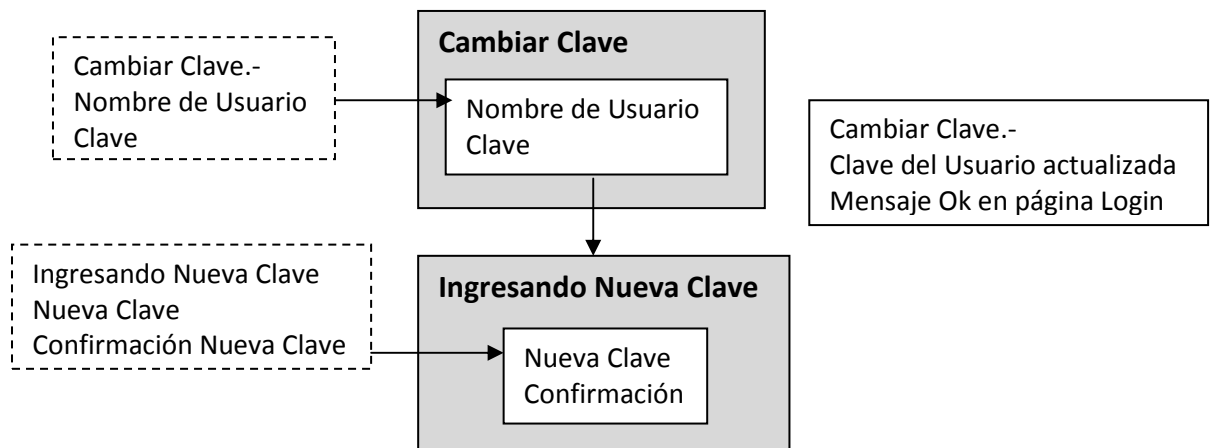 Cambiar Clave
Cambiar Clave.-
Nombre de Usuario
Clave
Nombre de Usuario
Clave
Cambiar Clave.-
Clave del Usuario actualizada
Mensaje Ok en página Login
Ingresando Nueva Clave
Nueva Clave
Confirmación Nueva Clave
Ingresando Nueva Clave
Nueva Clave
Confirmación